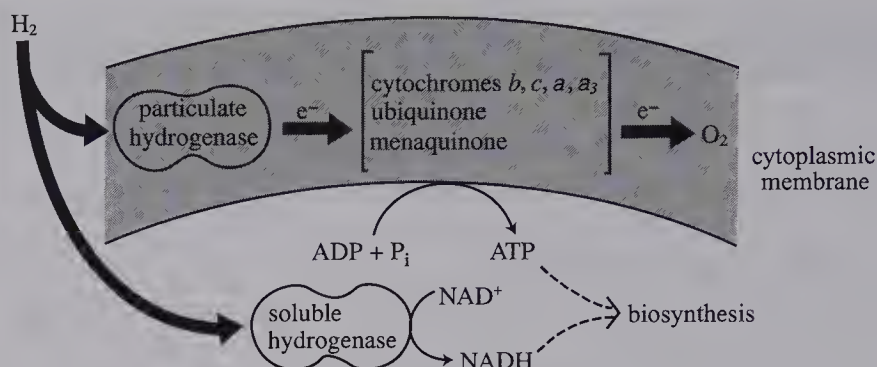 H₂
particulate
hydrogenase
e⁻
cytochromes b, c, a, a₃
ubiquinone
menaquinone
e⁻
O₂
cytoplasmic
membrane
ADP + Pᵢ
ATP
soluble
hydrogenase
NAD⁺
NADH
biosynthesis